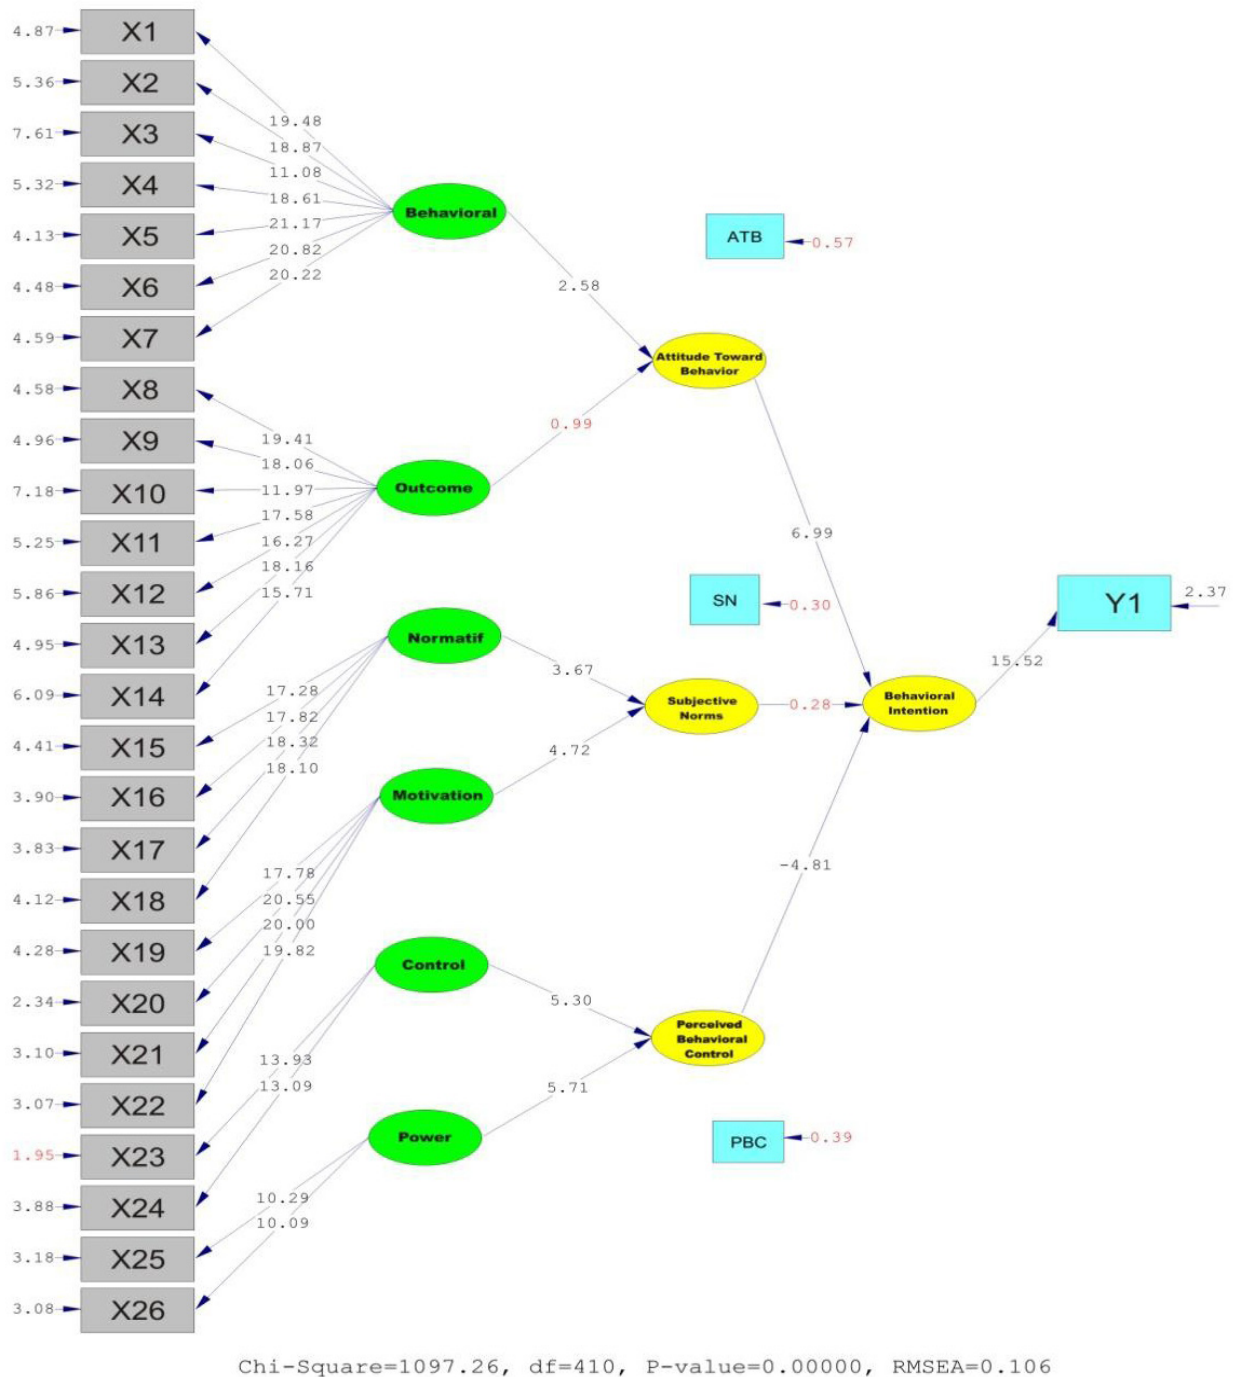 4.87 X1
5.36 X2
7.61 X3
5.32 X4
4.13 X5
4.48 X6
4.59 X7
4.58 X8
4.96 X9
7.18 X10
5.25 X11
5.86 X12
4.95 X13
6.09 X14
4.41 X15
3.90 X16
3.83 X17
4.12 X18
4.28 X19
2.34 X20
3.10 X21
3.07 X22
1.95 X23
3.88 X24
3.18 X25
3.08 X26
19.48
18.87
11.08
18.61
21.17
20.82
20.22
19.41
18.06
11.97
17.58
16.27
18.16
15.71
17.28
17.82
18.32
18.10
17.78
20.55
20.00
19.82
13.93
13.09
10.29
10.09
Behavioral
Outcome
Normatif
Motivation
Control
Power
2.58
0.99
3.67
4.72
5.30
5.71
ATB 0.57
Attitude Toward
Behavior
SN 0.30
Subjective
Norms
Perceived
Behavioral
Control
PBC 0.39
6.99
0.28
-4.81
Behavioral
Intention
15.52
Y1 2.37
Chi-Square=1097.26, df=410, P-value=0.00000, RMSEA=0.106